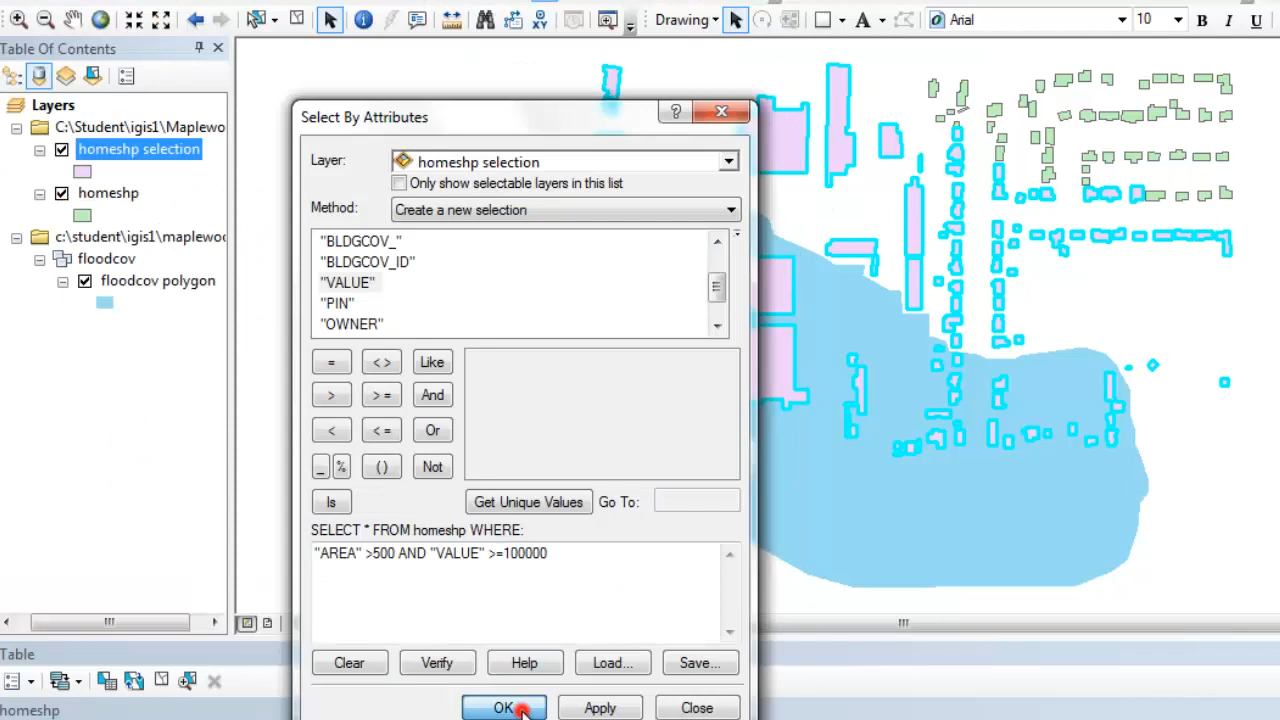 Drawing
Arial
10
B
I
U
Table Of Contents
Layers
C:\Student\igis1\Maplewo
homeshp selection
homeshp
c:\student\igis1\maplewo
floodcov
floodcov polygon
Select By Attributes
Layer:
homeshp selection
Only show selectable layers in this list
Method:
Create a new selection
"BLDGCOV_"
"BLDGCOV_ID"
"VALUE"
"PIN"
"OWNER"
=
< >
Like
>
> =
And
<
< =
Or
_
%
( )
Not
Is
Get Unique Values
Go To:
SELECT * FROM homeshp WHERE:
"AREA" >500 AND "VALUE" >=100000
Clear
Verify
Help
Load...
Save...
OK
Apply
Close
Table
homeshp